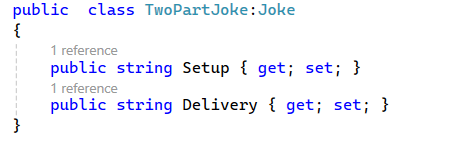 public  class TwoPartJoke:Joke
{
1 reference
public string Setup { get; set; }
1 reference
public string Delivery { get; set; }
}